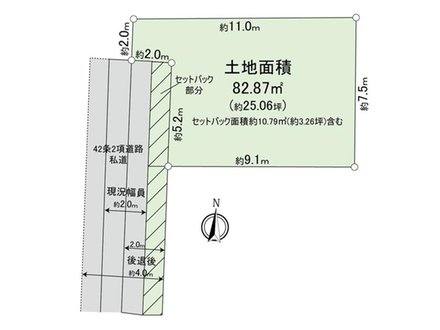 約11.0m
約2.0m
約2.0m
セットバック
部分
土地面積
82.87㎡
(約25.06坪)
セットバック面積約10.79㎡(約3.26坪)含む
約7.5m
約5.2m
約9.1m
42条2項道路
私道
現況幅員
約2.0m
2.0m
後退後
約4.0m
N